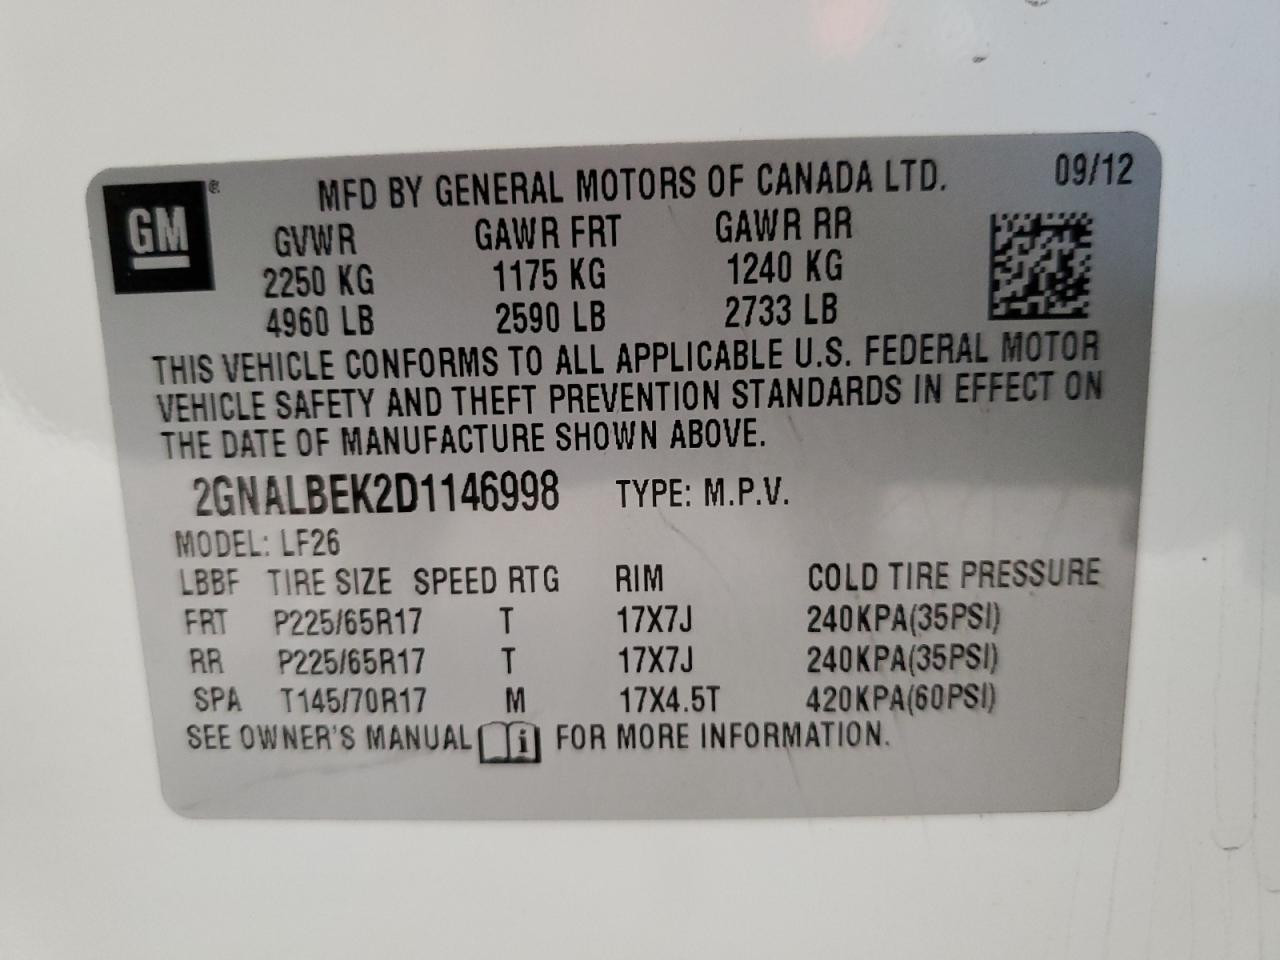 GM®
MFD BY GENERAL MOTORS OF CANADA LTD. 09/12
GVWR GAWR FRT GAWR RR
2250 KG 1175 KG 1240 KG
4960 LB 2590 LB 2733 LB
THIS VEHICLE CONFORMS TO ALL APPLICABLE U.S. FEDERAL MOTOR
VEHICLE SAFETY AND THEFT PREVENTION STANDARDS IN EFFECT ON
THE DATE OF MANUFACTURE SHOWN ABOVE.
2GNALBEK2D1146998 TYPE: M.P.V.
MODEL: LF26
LBBF TIRE SIZE SPEED RTG RIM COLD TIRE PRESSURE
FRT P225/65R17 T 17X7J 240KPA(35PSI)
RR P225/65R17 T 17X7J 240KPA(35PSI)
SPA T145/70R17 M 17X4.5T 420KPA(60PSI)
SEE OWNER'S MANUAL i FOR MORE INFORMATION.